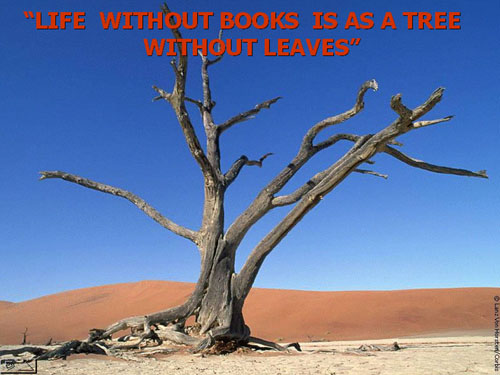 “LIFE  WITHOUT BOOKS  IS AS A TREE
WITHOUT LEAVES”